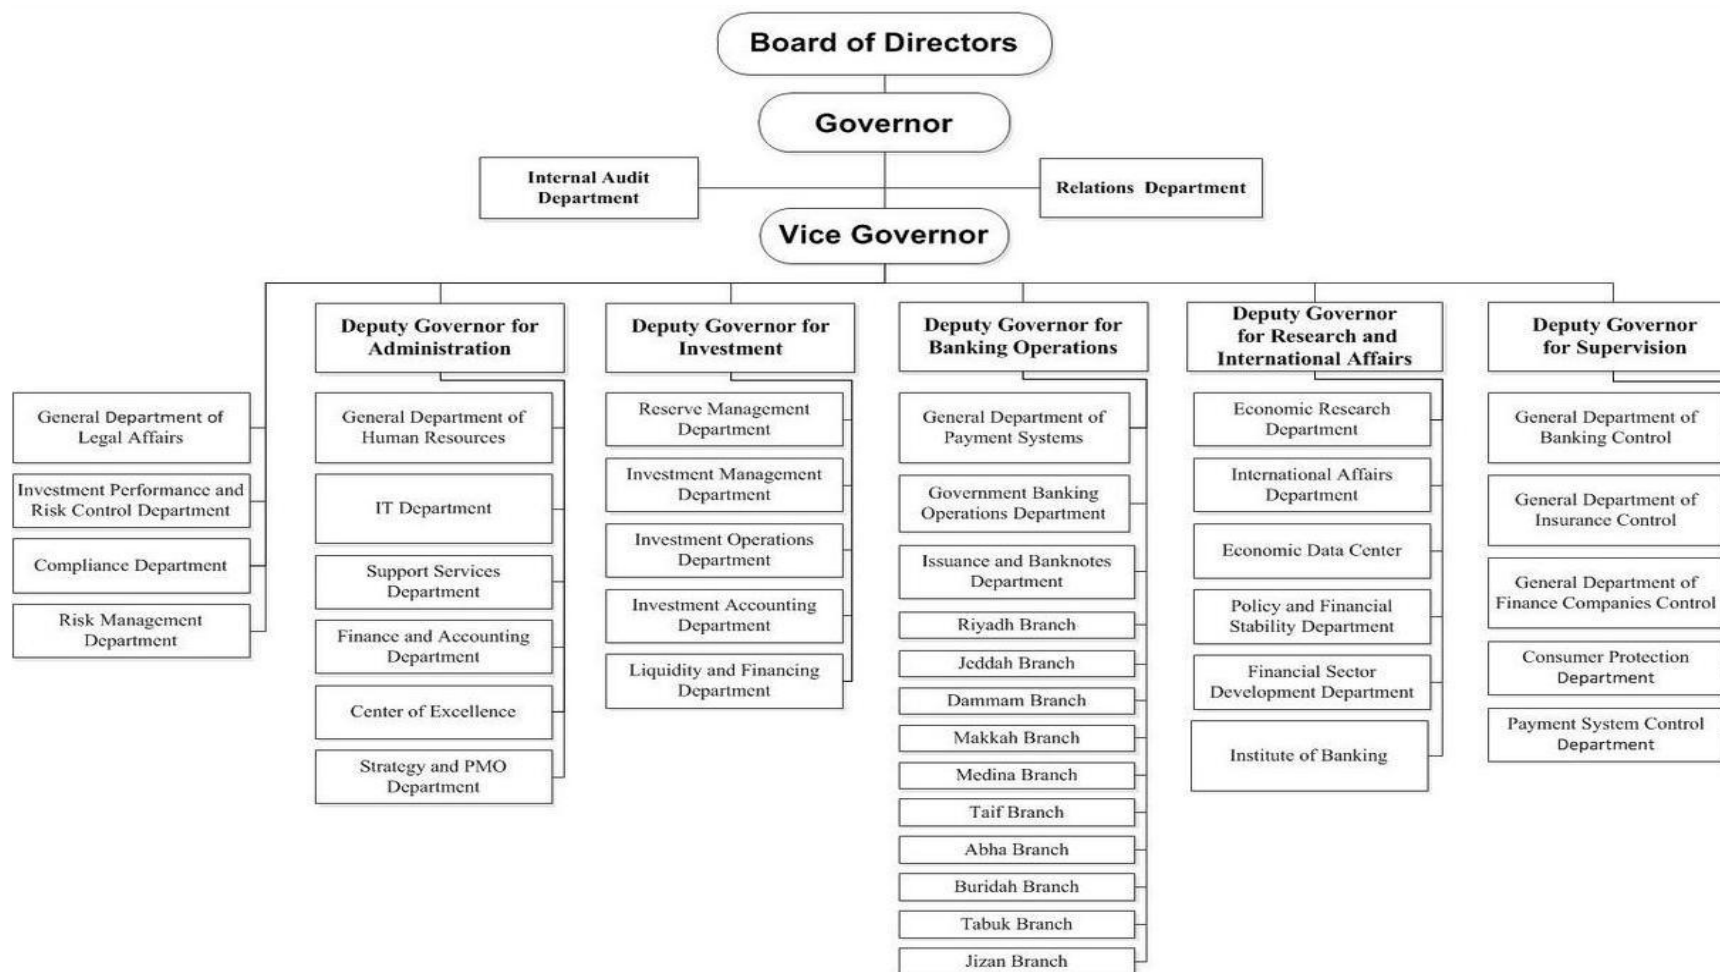 Board of Directors
Governor
Internal Audit
Department
Relations Department
Vice Governor
General Department of
Legal Affairs
Investment Performance and
Risk Control Department
Compliance Department
Risk Management
Department
Deputy Governor for
Administration
General Department of
Human Resources
IT Department
Support Services
Department
Finance and Accounting
Department
Center of Excellence
Strategy and PMO
Department
Deputy Governor for
Investment
Reserve Management
Department
Investment Management
Department
Investment Operations
Department
Investment Accounting
Department
Liquidity and Financing
Department
Deputy Governor for
Banking Operations
General Department of
Payment Systems
Government Banking
Operations Department
Issuance and Banknotes
Department
Riyadh Branch
Jeddah Branch
Dammam Branch
Makkah Branch
Medina Branch
Taif Branch
Abha Branch
Buridah Branch
Tabuk Branch
Jizan Branch
Deputy Governor
for Research and
International Affairs
Economic Research
Department
International Affairs
Department
Economic Data Center
Policy and Financial
Stability Department
Financial Sector
Development Department
Institute of Banking
Deputy Governor
for Supervision
General Department of
Banking Control
General Department of
Insurance Control
General Department of
Finance Companies Control
Consumer Protection
Department
Payment System Control
Department